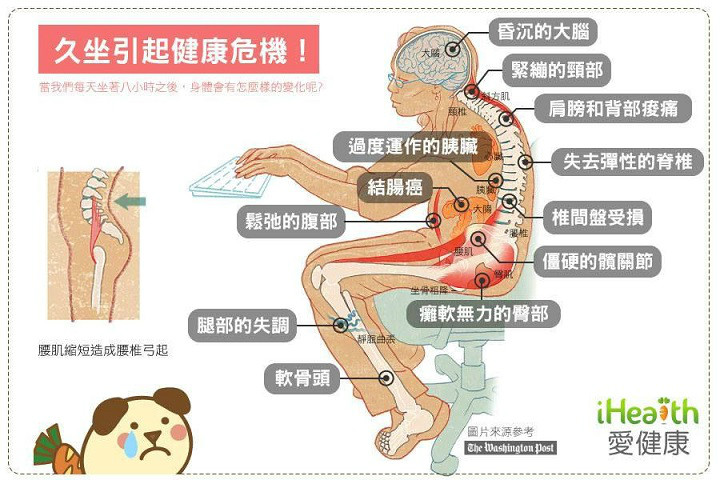 久坐引起健康危機！
當我們每天坐著八小時之後，身體會有怎麼樣的變化呢?
昏沉的大腦
大腦
緊繃的頸部
斜方肌
頸椎
肩膀和背部痠痛
過度運作的胰臟
心臟
失去彈性的脊椎
胰臟
結腸癌
大腸
椎間盤受損
鬆弛的腹部
腰椎
腰肌
僵硬的髖關節
臀肌
坐骨粗隆
癱軟無力的臀部
腿部的失調
靜脈曲張
腰肌縮短造成腰椎弓起
軟骨頭
iHealth
愛健康
圖片來源參考
The Washington Post